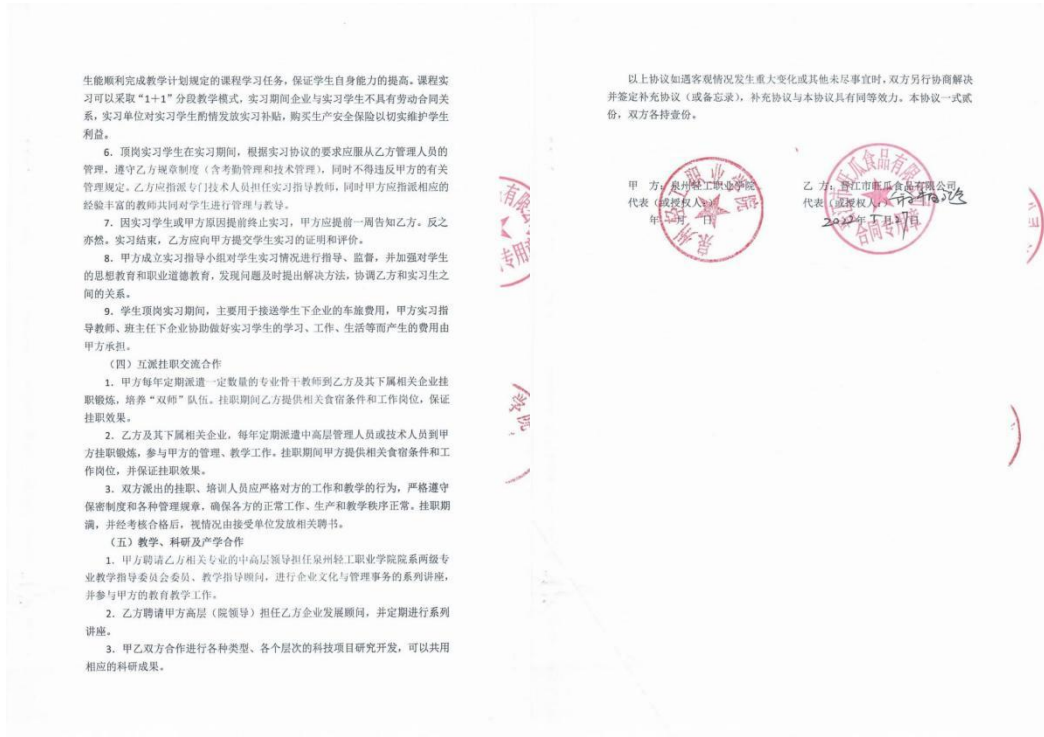 生能顺利完成教学计划规定的课程学习任务，保证学生自身能力的提高。课程实
习可以采取“1+1”分段教学模式，实习期间企业与实习学生不具有劳动合同关
系，实习单位对实习学生酌情发放实习补贴，购买生产安全保险以切实维护学生
利益。
6．顶岗实习学生在实习期间，根据实习协议的要求应服从乙方管理人员的
管理、遵守乙方规章制度（含考勤管理和技术管理），同时不得违反甲方的有关
管理规定。乙方应指派专门技术人员担任实习指导教师，同时甲方应指派相应的
经验丰富的教师共同对学生进行管理与教导。
7．因实习学生或甲方原因提前终止实习，甲方应提前一周告知乙方。反之
亦然。实习结束，乙方应向甲方提交学生实习的证明和评价。
8．甲方成立实习指导小组对学生实习情况进行指导、监督，并加强对学生
的思想教育和职业道德教育，发现问题及时提出解决方法，协调乙方和实习生之
间的关系。
9．学生顶岗实习期间，主要用于接送学生下企业的车旅费用，甲方实习指
导教师、班主任下企业协助做好实习学生的学习、工作、生活等而产生的费用由
甲方承担。
（四）互派挂职交流合作
1．甲方每年定期派遣一定数量的专业骨干教师到乙方及其下属相关企业挂
职锻炼，培养“双师”队伍。挂职期间乙方提供相关食宿条件和工作岗位，保证
挂职效果。
2．乙方及其下属相关企业，每年定期派遣中高层管理人员或技术人员到甲
方挂职锻炼，参与甲方的管理、教学工作。挂职期间甲方提供相关食宿条件和工
作岗位，并保证挂职效果。
3．双方派出的挂职、培训人员应严格对方的工作和教学的行为，严格遵守
保密制度和各种管理规章，确保各方的正常工作、生产和教学秩序正常。挂职期
满，并经考核合格后，视情况由接受单位发放相关聘书。
（五）教学、科研及产学合作
1．甲方聘请乙方相关专业的中高层领导担任泉州轻工职业学院院系两级专
业教学指导委员会委员、教学指导顾问，进行企业文化与管理事务的系列讲座，
并参与甲方的教育教学工作。
2．乙方聘请甲方高层（院领导）担任乙方企业发展顾问，并定期进行系列
讲座。
3．甲乙双方合作进行各种类型、各个层次的科技项目研究开发，可以共用
相应的科研成果。
以上协议如遇客观情况发生重大变化或其他未尽事宜时，双方另行协商解决
并签定补充协议（或备忘录），补充协议与本协议具有同等效力。本协议一式贰
份，双方各持壹份。
甲 方：泉州轻工职业学院
代表（或授权人）：
年 月 日
泉州轻工职业学院
乙 方：晋江市旺瓜食品有限公司
代表（或授权人）：
2022年5月27日
晋江市旺瓜食品有限公司
合同专用章